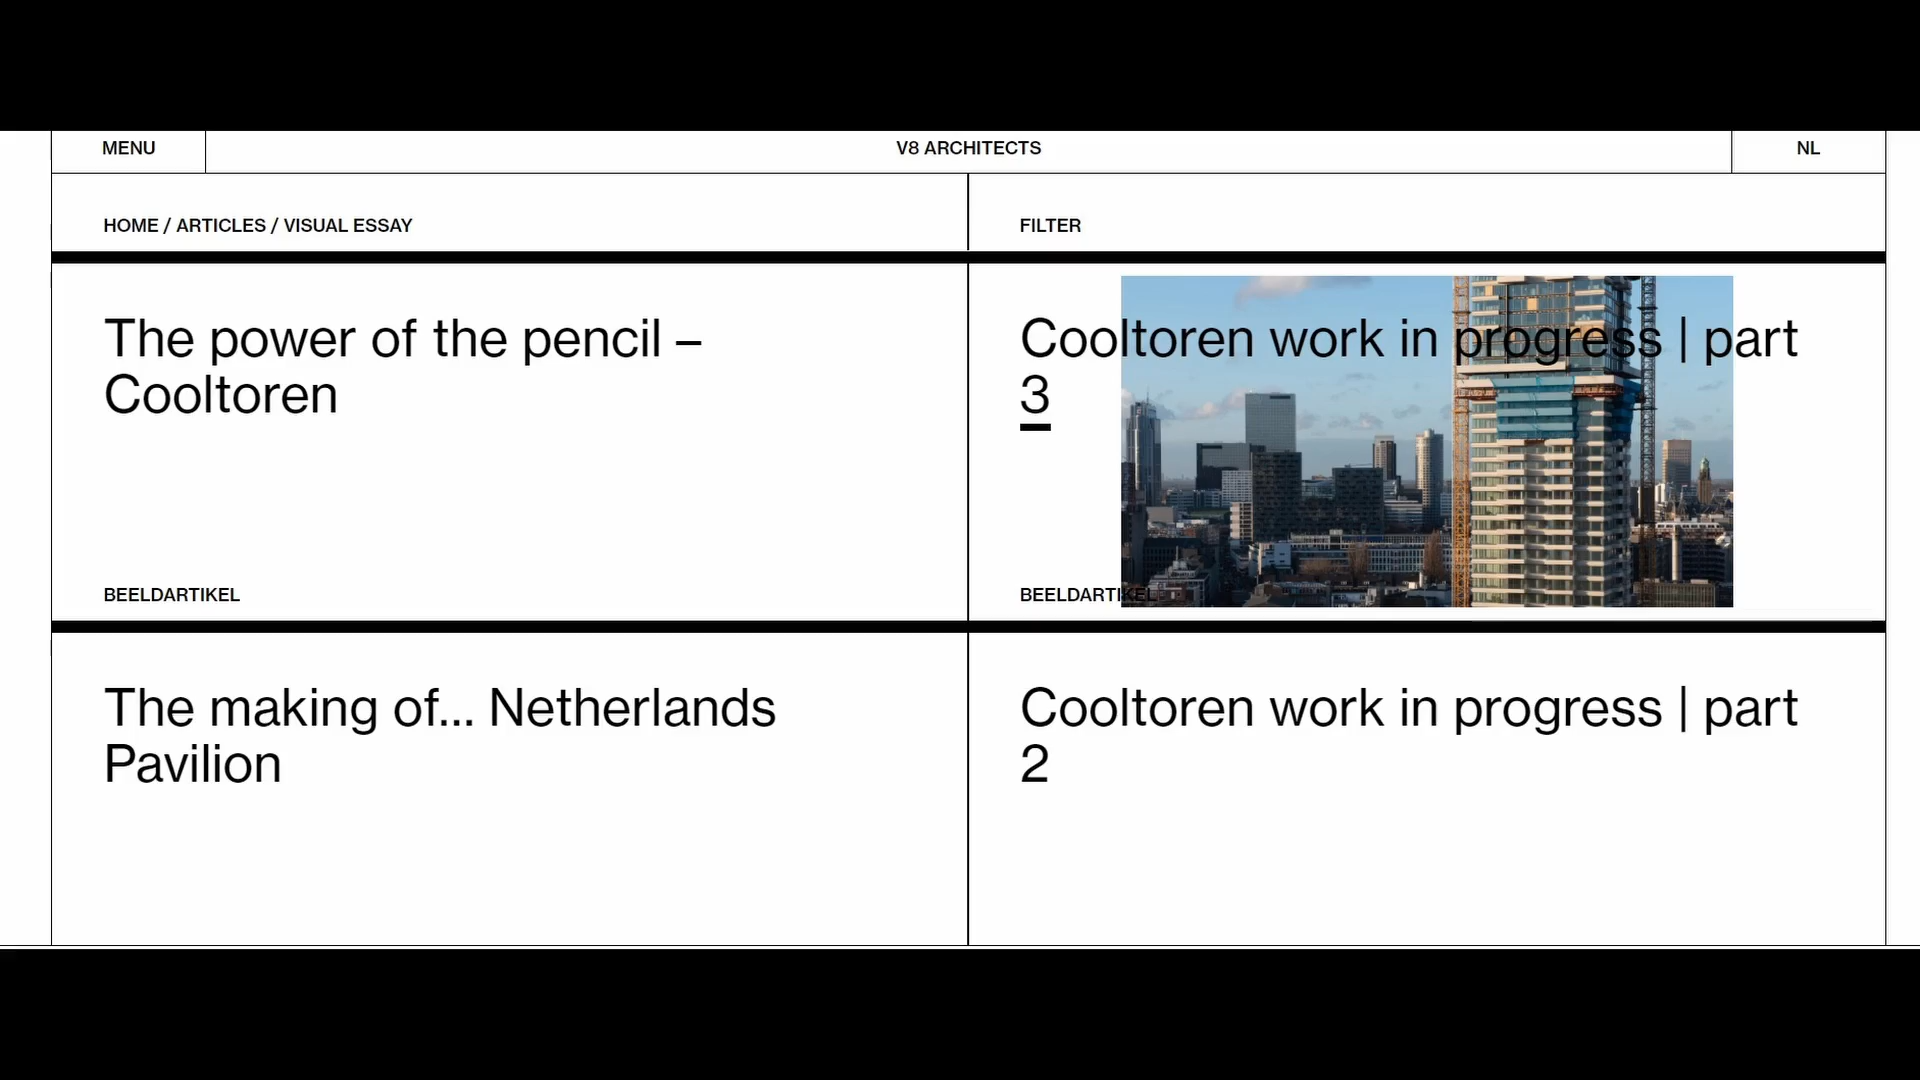 MENU
V8 ARCHITECTS
NL
HOME / ARTICLES / VISUAL ESSAY
FILTER
The power of the pencil –
Cooltoren
BEELDARTIKEL
Cooltoren work in progress | part
3
BEELDARTIKEL
The making of... Netherlands
Pavilion
Cooltoren work in progress | part
2